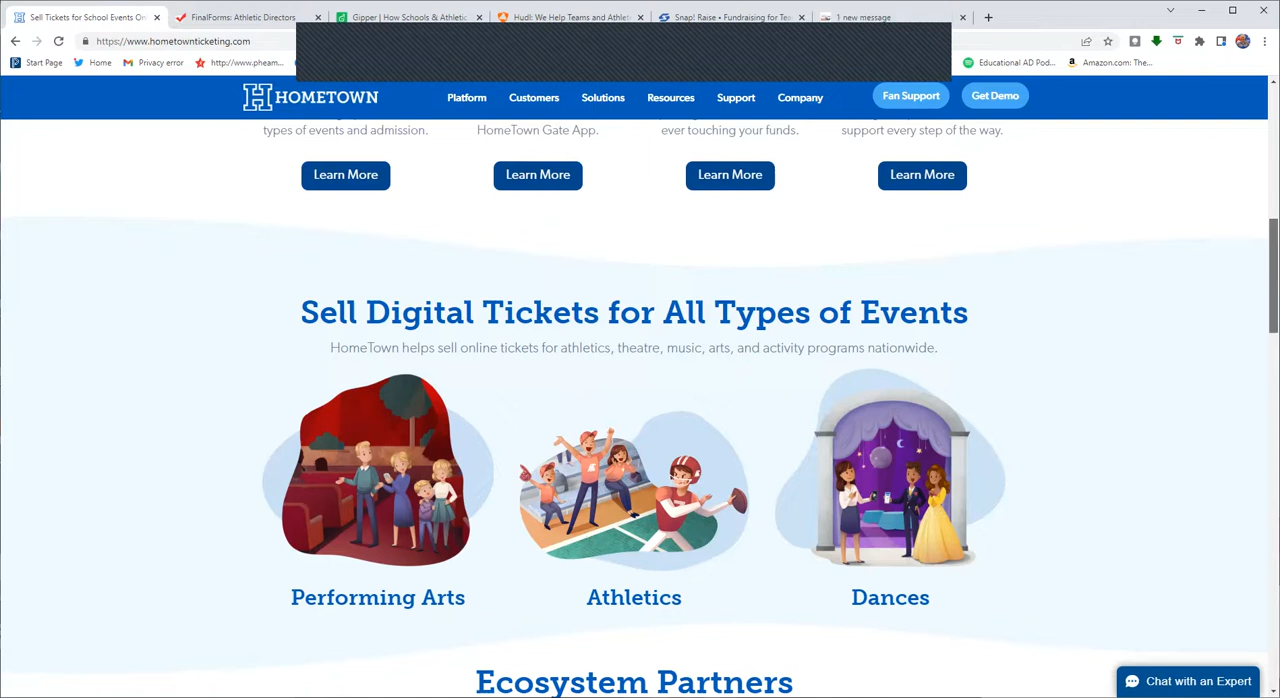 Sell Tickets for School Events On
FinalForms: Athletic Directors
Gipper | How Schools & Athletic
Hudl: We Help Teams and Athlet
Snap! Raise • Fundraising for Tea
1 new message
https://www.hometownticketing.com
Start Page
Home
Privacy error
http://www.pheam...
Educational AD Pod...
Amazon.com: The...
HOMETOWN
Platform
Customers
Solutions
Resources
Support
Company
Fan Support
Get Demo
types of events and admission.
HomeTown Gate App.
ever touching your funds.
support every step of the way.
Learn More
Learn More
Learn More
Learn More
Sell Digital Tickets for All Types of Events
HomeTown helps sell online tickets for athletics, theatre, music, arts, and activity programs nationwide.
Performing Arts
Athletics
Dances
Ecosystem Partners
Chat with an Expert